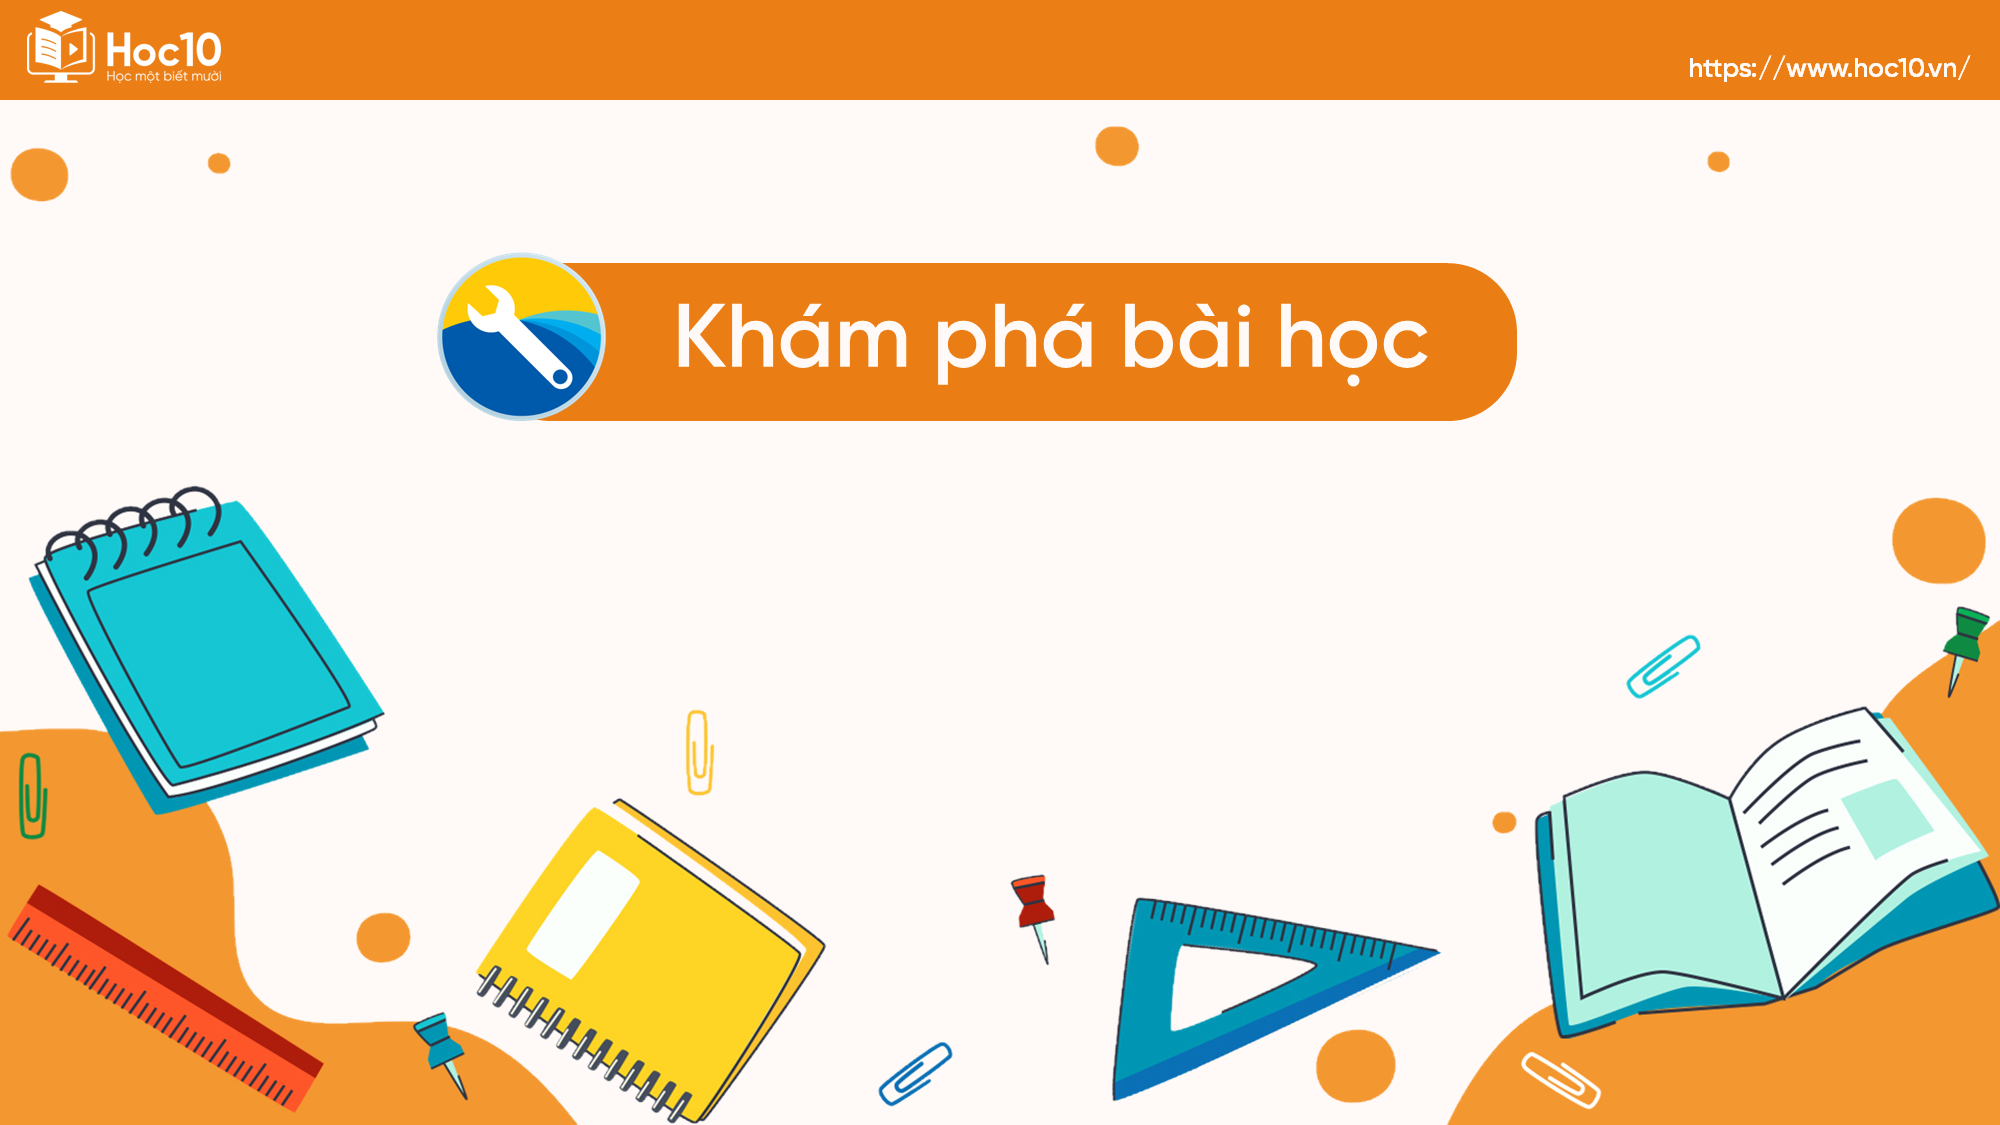 Hoc10
Học một biết mười
https://www.hoc10.vn/
Khám phá bài học